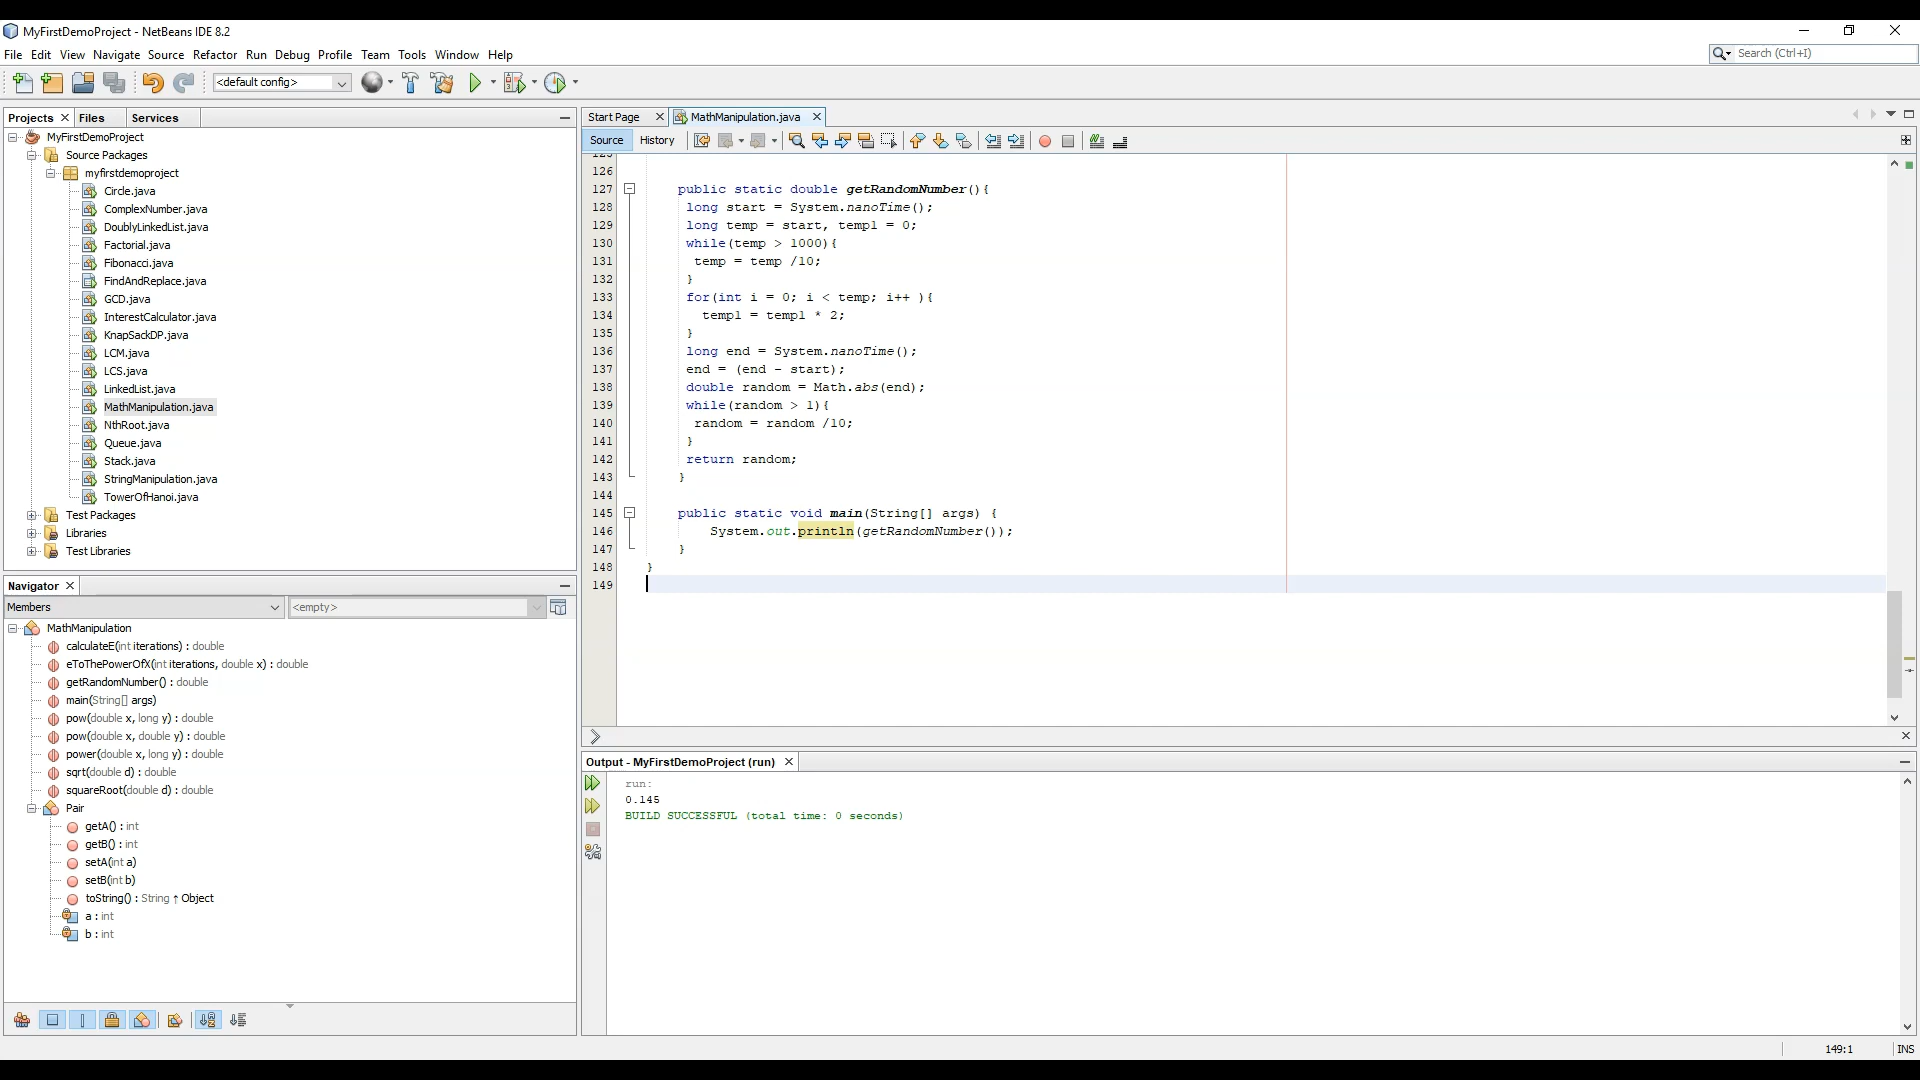 MyFirstDemoProject - NetBeans IDE 8.2
File Edit View Navigate Source Refactor Run Debug Profile Team Tools Window Help
Search (Ctrl+I)
<default config>
Projects Files Services
MyFirstDemoProject
Source Packages
myfirstdemoproject
Circle.java
ComplexNumber.java
DoublyLinkedList.java
Factorial.java
Fibonacci.java
FindAndReplace.java
GCD.java
InterestCalculator.java
KnapSackDP.java
LCM.java
LCS.java
LinkedList.java
MathManipulation.java
NthRoot.java
Queue.java
Stack.java
StringManipulation.java
TowerOfHanoi.java
Test Packages
Libraries
Test Libraries
Navigator
Members <empty>
MathManipulation
calculateE(int iterations) : double
eToThePowerOfX(int iterations, double x) : double
getRandomNumber() : double
main(String[] args)
pow(double x, long y) : double
pow(double x, double y) : double
power(double x, long y) : double
sqrt(double d) : double
squareRoot(double d) : double
Pair
getA() : int
getB() : int
setA(int a)
setB(int b)
toString() : String ↑ Object
a : int
b : int
Start Page MathManipulation.java
Source History
125
126
127 public static double getRandomNumber(){
128 long start = System.nanoTime();
129 long temp = start, temp1 = 0;
130 while(temp > 1000){
131 temp = temp /10;
132 }
133 for(int i = 0; i < temp; i++ ){
134 temp1 = temp1 * 2;
135 }
136 long end = System.nanoTime();
137 end = (end - start);
138 double random = Math.abs(end);
139 while(random > 1){
140 random = random /10;
141 }
142 return random;
143 }
144
145 public static void main(String[] args) {
146 System.out.println(getRandomNumber());
147 }
148 }
149
Output - MyFirstDemoProject (run)
run:
0.145
BUILD SUCCESSFUL (total time: 0 seconds)
149:1 INS